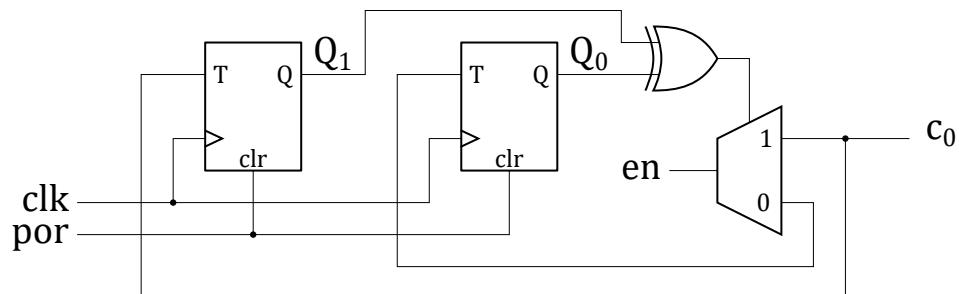 T Q Q₁
clr
T Q Q₀
clr
clk
por
en
1
0
c₀